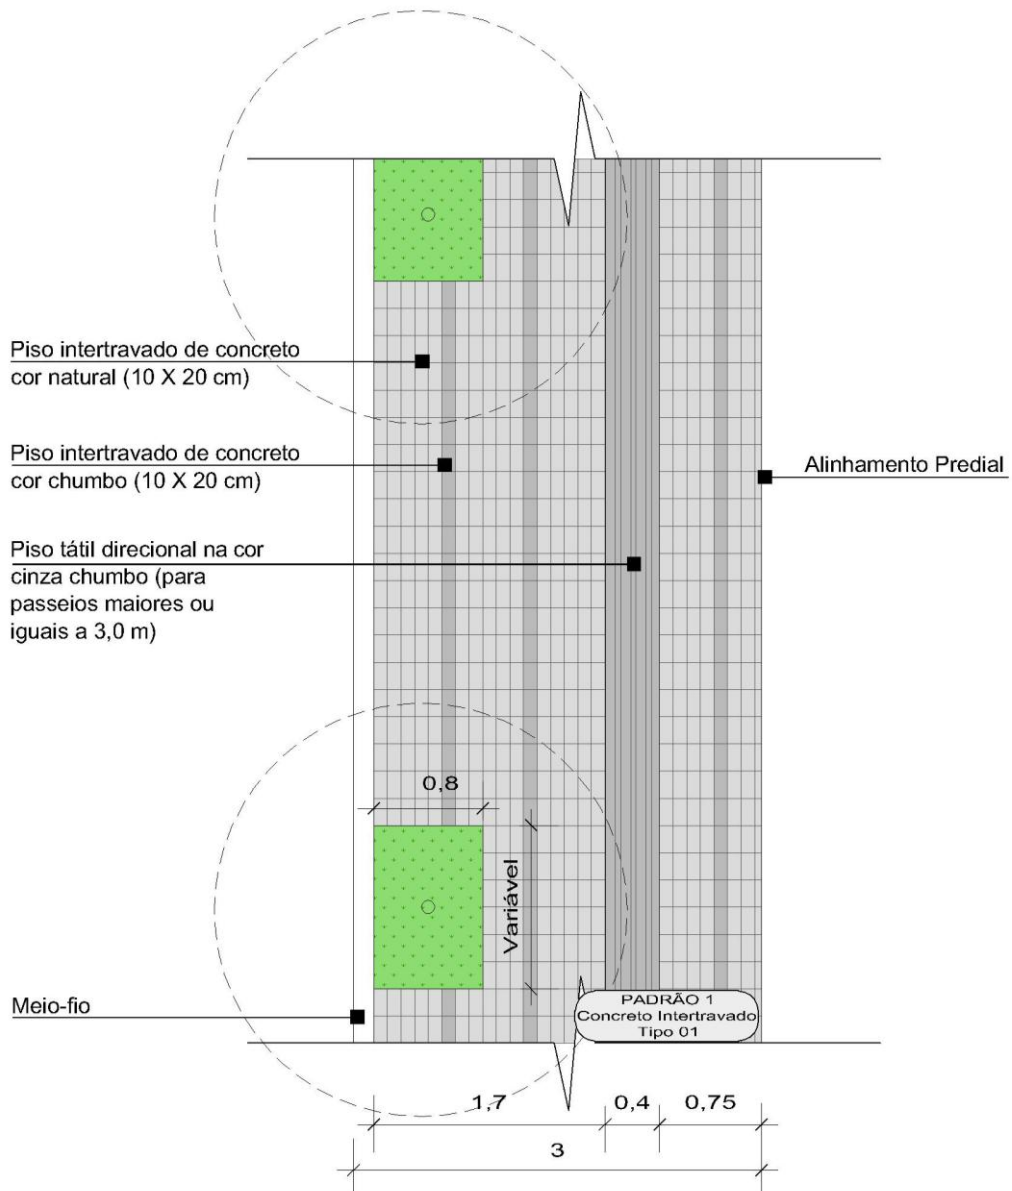 Piso intertravado de concreto
cor natural (10 X 20 cm)
Piso intertravado de concreto
cor chumbo (10 X 20 cm)
Alinhamento Predial
Piso tátil direcional na cor
cinza chumbo (para
passeios maiores ou
iguais a 3,0 m)
0,8
Variável
Meio-fio
PADRÃO 1
Concreto Intertravado
Tipo 01
1,7
0,4
0,75
3